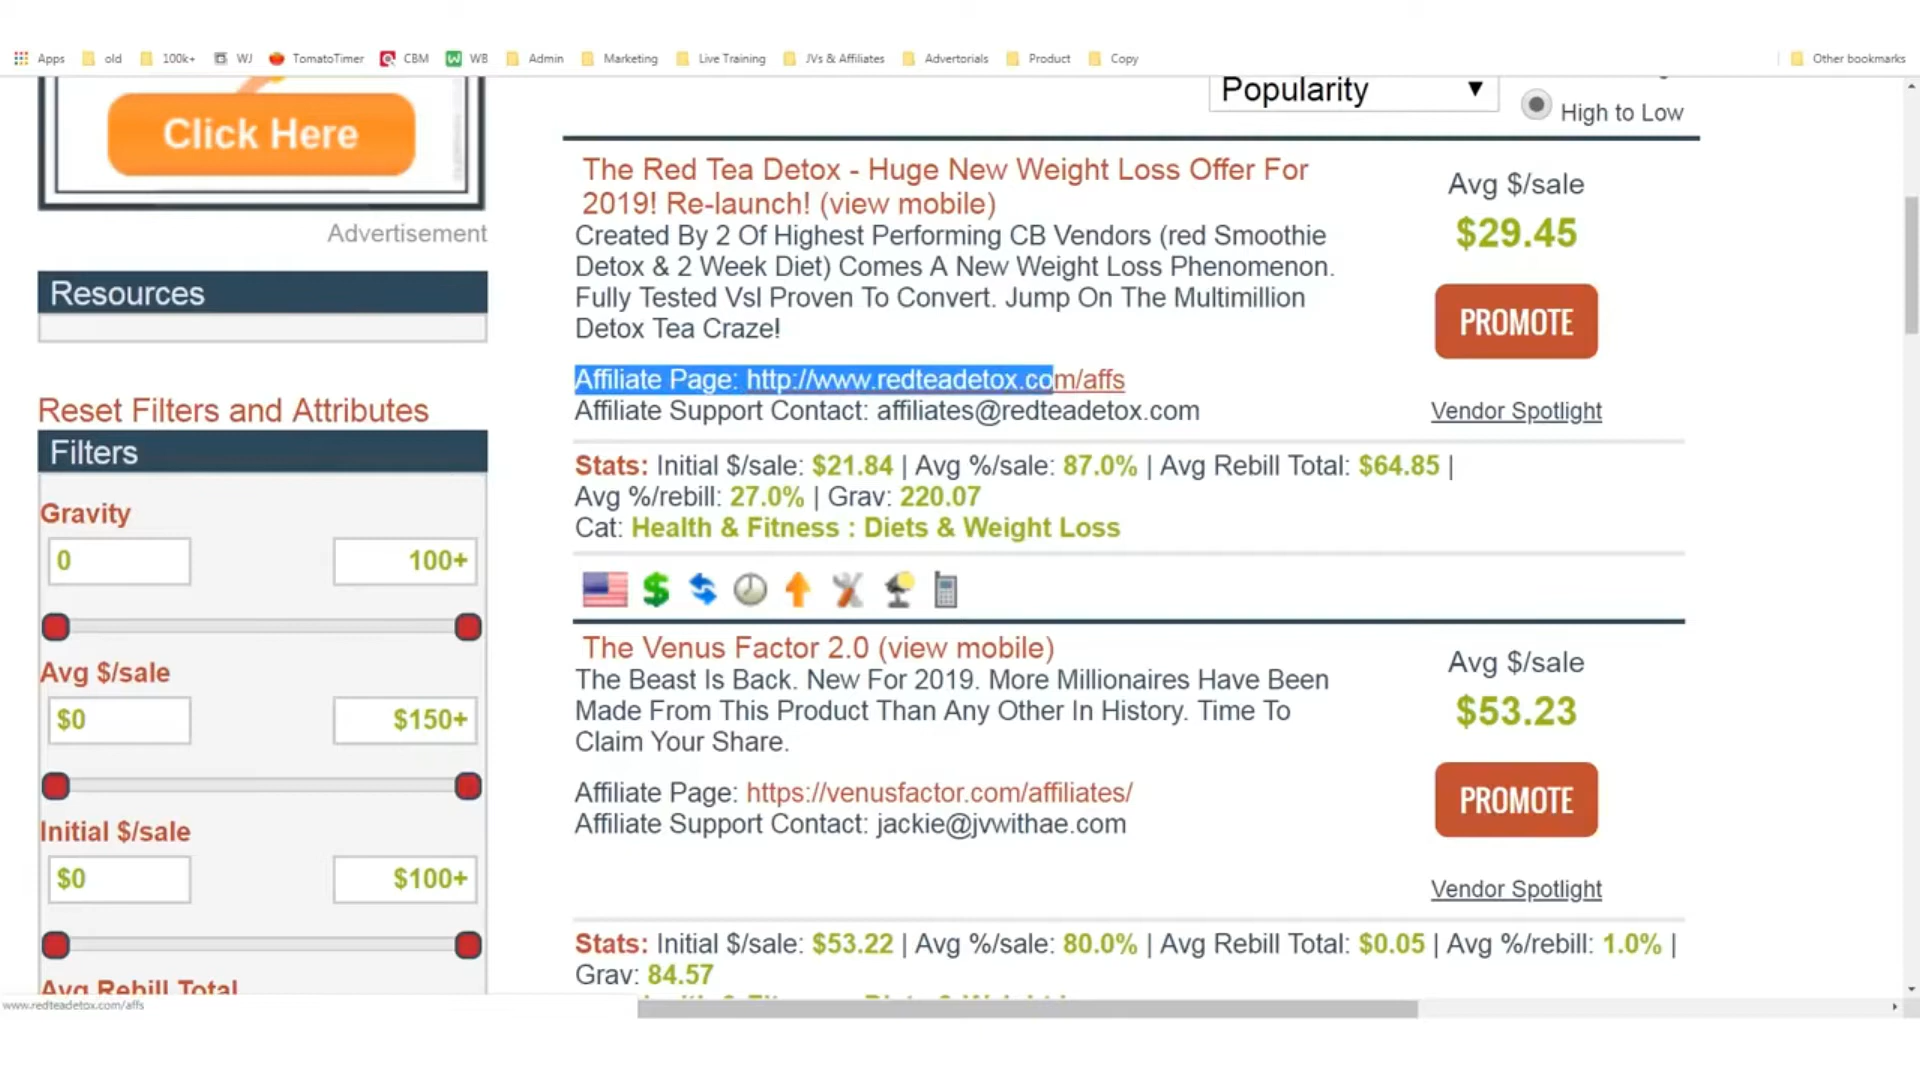 Apps old 100k+ WJ TomatoTimer CBM WB Admin Marketing Live Training JVs & Affiliates Advertorials Product Copy Other bookmarks
Click Here
Advertisement
Resources
Reset Filters and Attributes
Filters
Gravity
0 100+
Avg $/sale
$0 $150+
Initial $/sale
$0 $100+
Avg Rebill Total
Popularity
High to Low
The Red Tea Detox - Huge New Weight Loss Offer For
2019! Re-launch! (view mobile)
Created By 2 Of Highest Performing CB Vendors (red Smoothie
Detox & 2 Week Diet) Comes A New Weight Loss Phenomenon.
Fully Tested Vsl Proven To Convert. Jump On The Multimillion
Detox Tea Craze!
Affiliate Page: http://www.redteadetox.com/affs
Affiliate Support Contact: affiliates@redteadetox.com
Avg $/sale
$29.45
PROMOTE
Vendor Spotlight
Stats: Initial $/sale: $21.84 | Avg %/sale: 87.0% | Avg Rebill Total: $64.85 |
Avg %/rebill: 27.0% | Grav: 220.07
Cat: Health & Fitness : Diets & Weight Loss
The Venus Factor 2.0 (view mobile)
The Beast Is Back. New For 2019. More Millionaires Have Been
Made From This Product Than Any Other In History. Time To
Claim Your Share.
Affiliate Page: https://venusfactor.com/affiliates/
Affiliate Support Contact: jackie@jvwithae.com
Avg $/sale
$53.23
PROMOTE
Vendor Spotlight
Stats: Initial $/sale: $53.22 | Avg %/sale: 80.0% | Avg Rebill Total: $0.05 | Avg %/rebill: 1.0% |
Grav: 84.57
www.redteadetox.com/affs